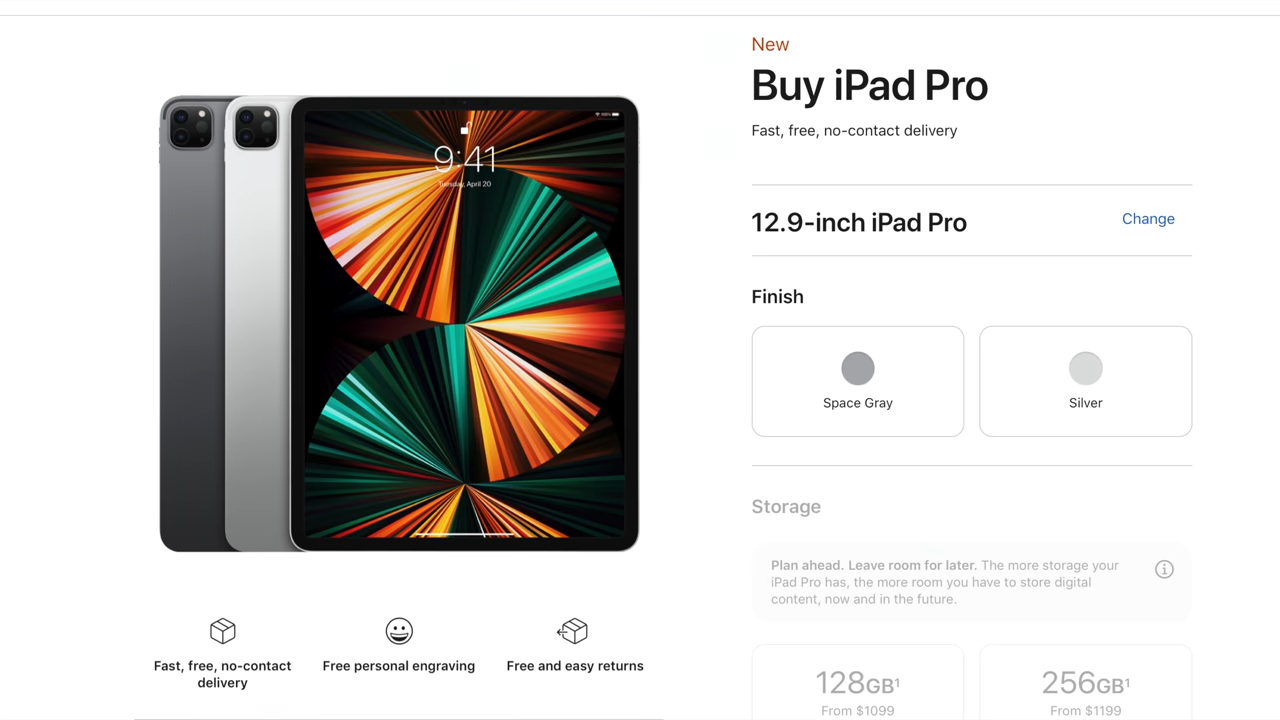 New
Buy iPad Pro
Fast, free, no-contact delivery
12.9-inch iPad Pro
Change
Finish
Space Gray
Silver
Storage
Plan ahead. Leave room for later. The more storage your
iPad Pro has, the more room you have to store digital
content, now and in the future.
128GB¹
From $1099
256GB¹
From $1199
9:41
Tuesday, April 20
Fast, free, no-contact
delivery
Free personal engraving
Free and easy returns